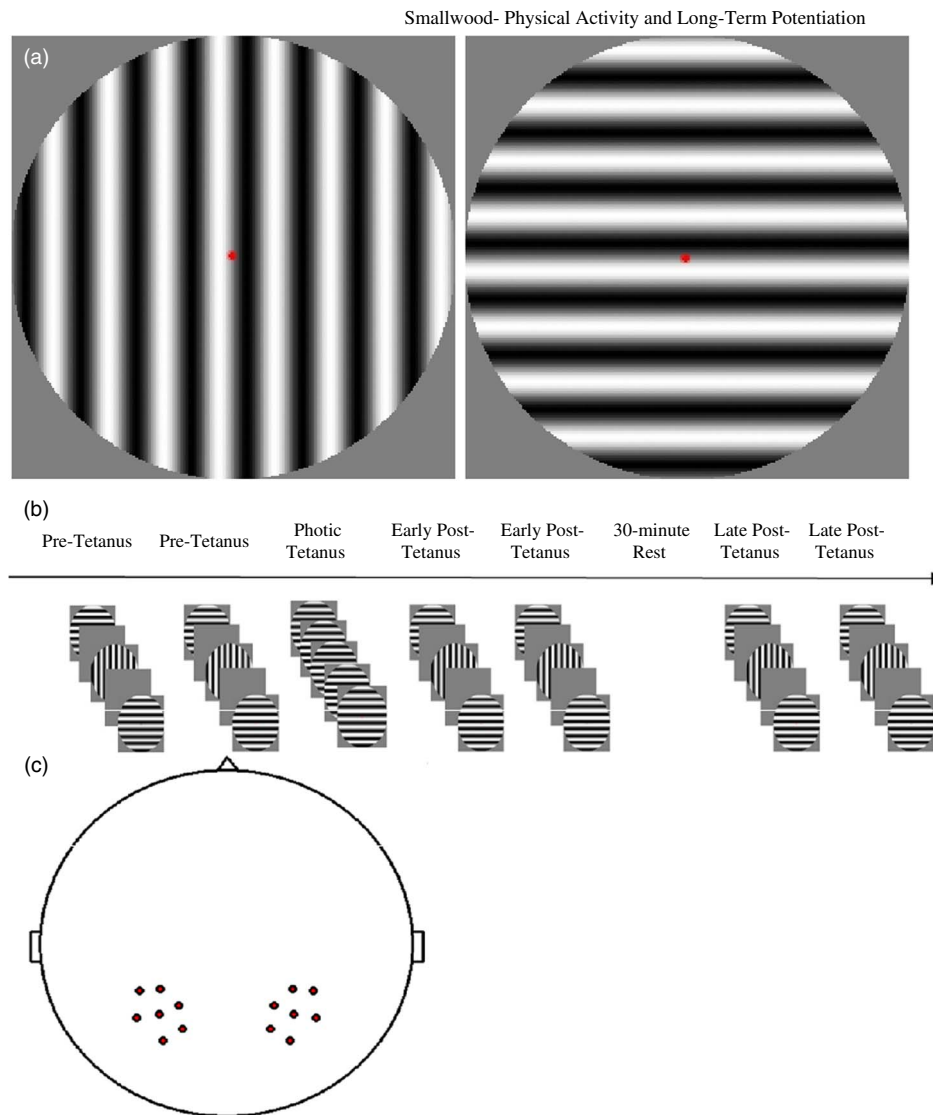 Smallwood- Physical Activity and Long-Term Potentiation
(a)
(b)
Pre-Tetanus
Pre-Tetanus
Photic
Tetanus
Early Post-
Tetanus
Early Post-
Tetanus
30-minute
Rest
Late Post-
Tetanus
Late Post-
Tetanus
(c)